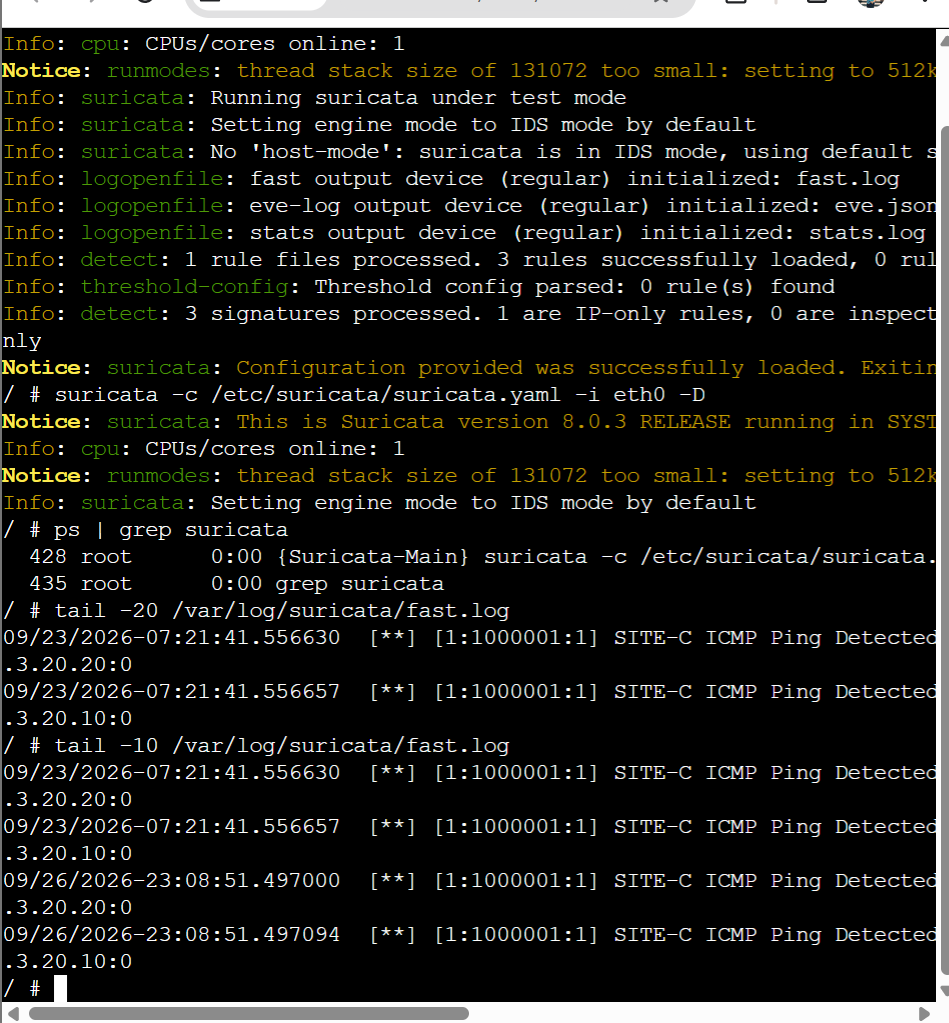 Info: cpu: CPUs/cores online: 1
Notice: runmodes: thread stack size of 131072 too small: setting to 512k
Info: suricata: Running suricata under test mode
Info: suricata: Setting engine mode to IDS mode by default
Info: suricata: No 'host-mode': suricata is in IDS mode, using default s
Info: logopenfile: fast output device (regular) initialized: fast.log
Info: logopenfile: eve-log output device (regular) initialized: eve.json
Info: logopenfile: stats output device (regular) initialized: stats.log
Info: detect: 1 rule files processed. 3 rules successfully loaded, 0 rul
Info: threshold-config: Threshold config parsed: 0 rule(s) found
Info: detect: 3 signatures processed. 1 are IP-only rules, 0 are inspect
nly
Notice: suricata: Configuration provided was successfully loaded. Exitin
/ # suricata -c /etc/suricata/suricata.yaml -i eth0 -D
Notice: suricata: This is Suricata version 8.0.3 RELEASE running in SYST
Info: cpu: CPUs/cores online: 1
Notice: runmodes: thread stack size of 131072 too small: setting to 512k
Info: suricata: Setting engine mode to IDS mode by default
/ # ps | grep suricata
  428 root      0:00 {Suricata-Main} suricata -c /etc/suricata/suricata.
  435 root      0:00 grep suricata
/ # tail -20 /var/log/suricata/fast.log
09/23/2026-07:21:41.556630  [**] [1:1000001:1] SITE-C ICMP Ping Detected
.3.20.20:0
09/23/2026-07:21:41.556657  [**] [1:1000001:1] SITE-C ICMP Ping Detected
.3.20.10:0
/ # tail -10 /var/log/suricata/fast.log
09/23/2026-07:21:41.556630  [**] [1:1000001:1] SITE-C ICMP Ping Detected
.3.20.20:0
09/23/2026-07:21:41.556657  [**] [1:1000001:1] SITE-C ICMP Ping Detected
.3.20.10:0
09/26/2026-23:08:51.497000  [**] [1:1000001:1] SITE-C ICMP Ping Detected
.3.20.20:0
09/26/2026-23:08:51.497094  [**] [1:1000001:1] SITE-C ICMP Ping Detected
.3.20.10:0
/ #